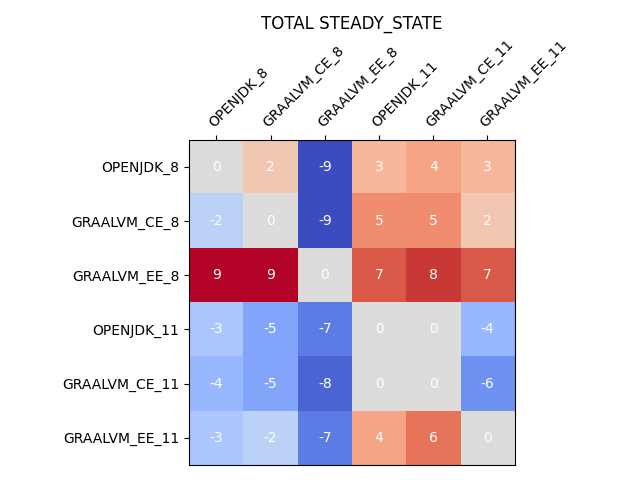 TOTAL STEADY_STATE
OPENJDK_8 GRAALVM_CE_8 GRAALVM_EE_8 OPENJDK_11 GRAALVM_CE_11 GRAALVM_EE_11
OPENJDK_8 0 2 -9 3 4 3
GRAALVM_CE_8 -2 0 -9 5 5 2
GRAALVM_EE_8 9 9 0 7 8 7
OPENJDK_11 -3 -5 -7 0 0 -4
GRAALVM_CE_11 -4 -5 -8 0 0 -6
GRAALVM_EE_11 -3 -2 -7 4 6 0